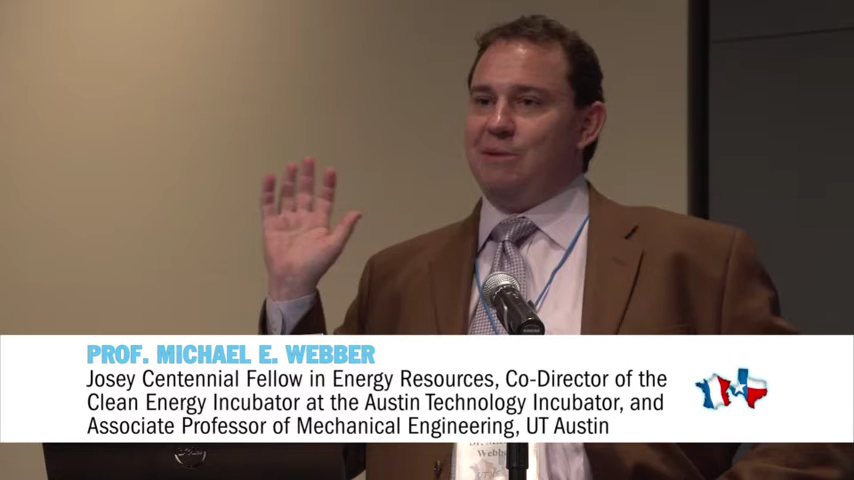 PROF. MICHAEL E. WEBBER
Josey Centennial Fellow in Energy Resources, Co-Director of the
Clean Energy Incubator at the Austin Technology Incubator, and
Associate Professor of Mechanical Engineering, UT Austin